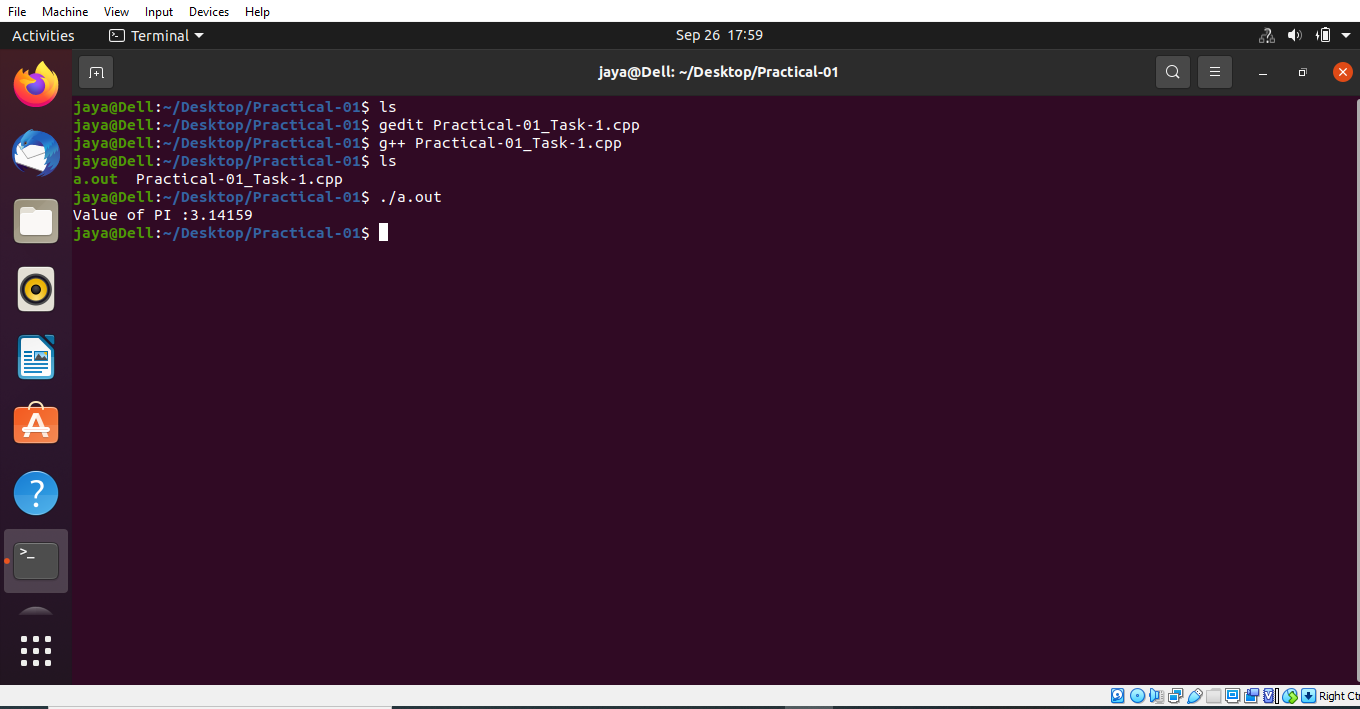 File Machine View Input Devices Help
Activities Terminal Sep 26 17:59
jaya@Dell: ~/Desktop/Practical-01
jaya@Dell:~/Desktop/Practical-01$ ls
jaya@Dell:~/Desktop/Practical-01$ gedit Practical-01_Task-1.cpp
jaya@Dell:~/Desktop/Practical-01$ g++ Practical-01_Task-1.cpp
jaya@Dell:~/Desktop/Practical-01$ ls
a.out Practical-01_Task-1.cpp
jaya@Dell:~/Desktop/Practical-01$ ./a.out
Value of PI :3.14159
jaya@Dell:~/Desktop/Practical-01$
Right Ctr